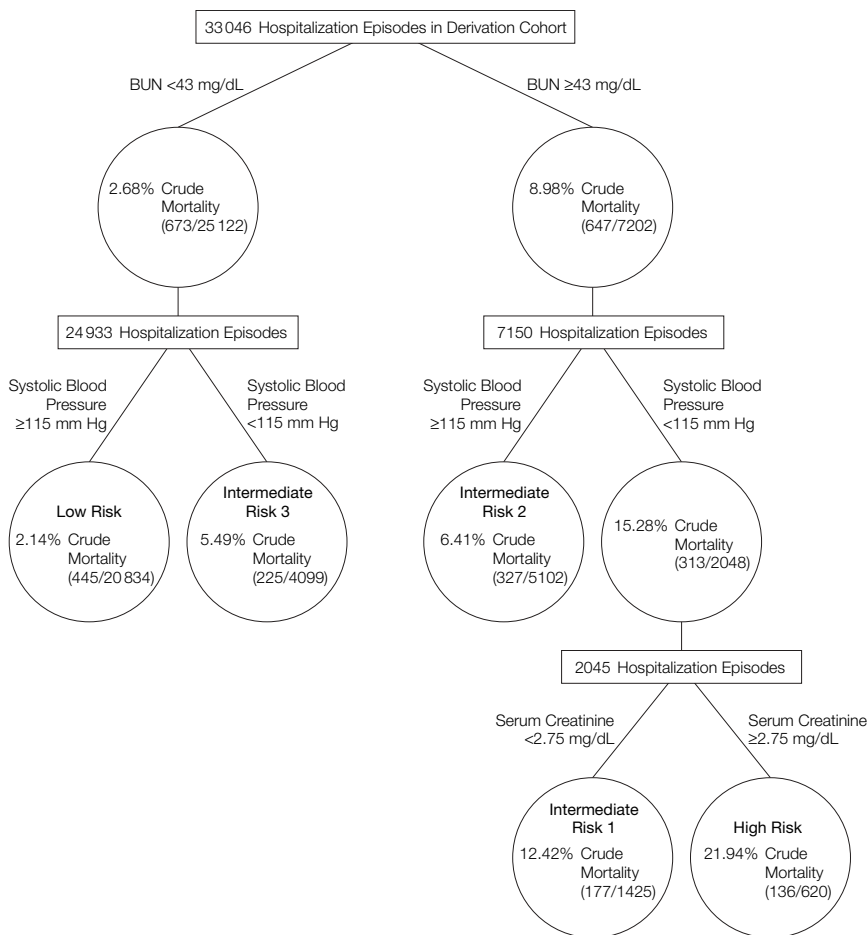 33 046 Hospitalization Episodes in Derivation Cohort
BUN <43 mg/dL
BUN ≥43 mg/dL
2.68% Crude
Mortality
(673/25 122)
8.98% Crude
Mortality
(647/7202)
24 933 Hospitalization Episodes
7150 Hospitalization Episodes
Systolic Blood
Pressure
≥115 mm Hg
Systolic Blood
Pressure
<115 mm Hg
Systolic Blood
Pressure
≥115 mm Hg
Systolic Blood
Pressure
<115 mm Hg
Low Risk
2.14% Crude
Mortality
(445/20 834)
Intermediate
Risk 3
5.49% Crude
Mortality
(225/4099)
Intermediate
Risk 2
6.41% Crude
Mortality
(327/5102)
15.28% Crude
Mortality
(313/2048)
2045 Hospitalization Episodes
Serum Creatinine
<2.75 mg/dL
Serum Creatinine
≥2.75 mg/dL
Intermediate
Risk 1
12.42% Crude
Mortality
(177/1425)
High Risk
21.94% Crude
Mortality
(136/620)